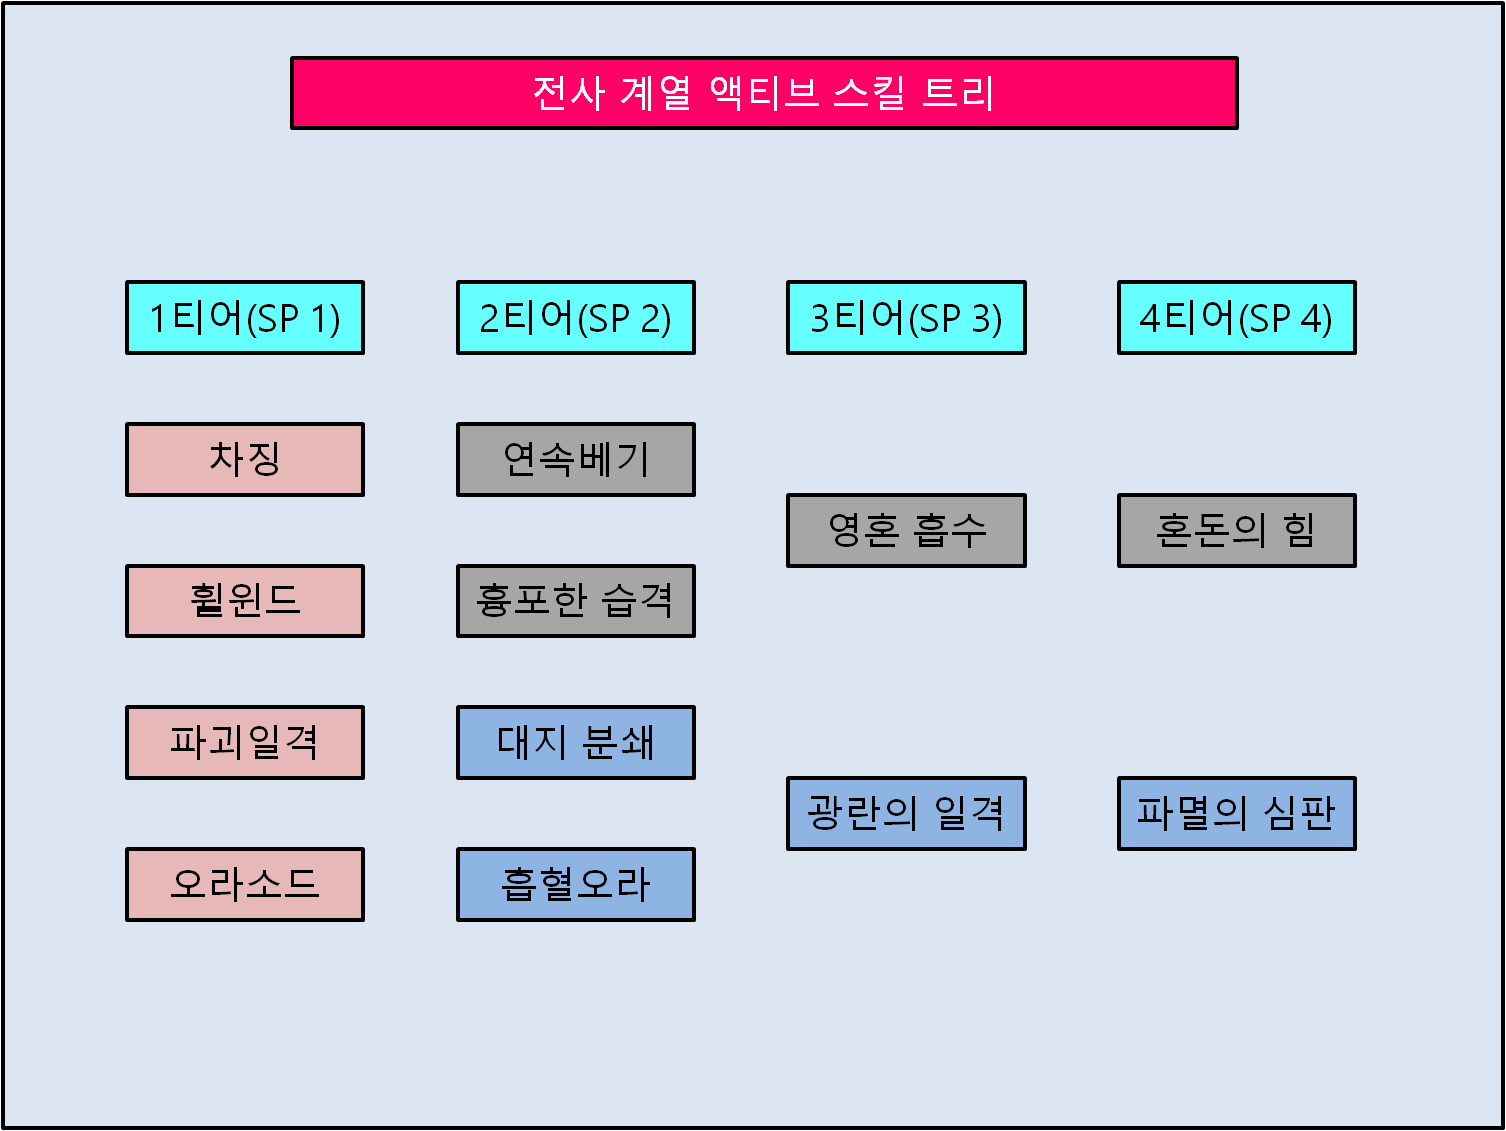 전사 계열 액티브 스킬 트리
1티어(SP 1) 2티어(SP 2) 3티어(SP 3) 4티어(SP 4)
차징 연속베기
영혼 흡수 혼돈의 힘
휠윈드 흉포한 습격
파괴일격 대지 분쇄
광란의 일격 파멸의 심판
오라소드 흡혈오라